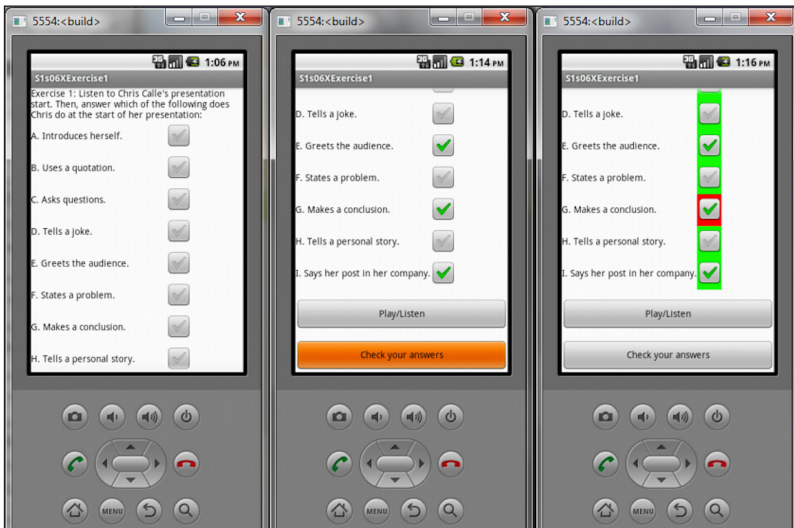 5554:<build>
1:06 PM
S1s06XExercise1
Exercise 1: Listen to Chris Calle's presentation
start. Then, answer which of the following does
Chris do at the start of her presentation:
A. Introduces herself.
B. Uses a quotation.
C. Asks questions.
D. Tells a joke.
E. Greets the audience.
F. States a problem.
G. Makes a conclusion.
H. Tells a personal story.
MENU
5554:<build>
1:14 PM
S1s06XExercise1
D. Tells a joke.
E. Greets the audience.
F. States a problem.
G. Makes a conclusion.
H. Tells a personal story.
I. Says her post in her company.
Play/Listen
Check your answers
MENU
5554:<build>
1:16 PM
S1s06XExercise1
D. Tells a joke.
E. Greets the audience.
F. States a problem.
G. Makes a conclusion.
H. Tells a personal story.
I. Says her post in her company.
Play/Listen
Check your answers
MENU